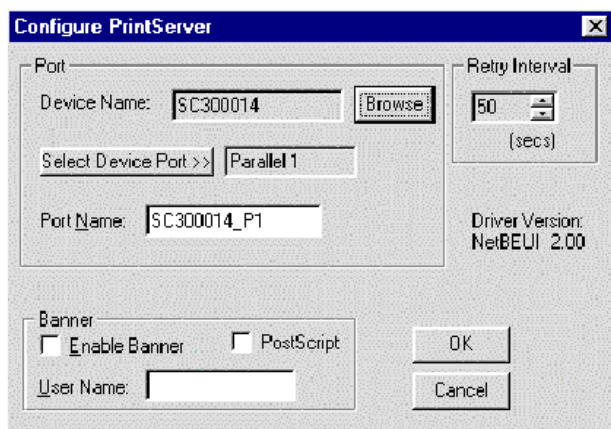 Configure PrintServer
Port
Device Name: SC300014 Browse
Select Device Port >> Parallel 1
Port Name: SC300014_P1
Retry Interval
50
(secs)
Driver Version:
NetBEUI 2.00
Banner
Enable Banner PostScript
User Name:
OK
Cancel